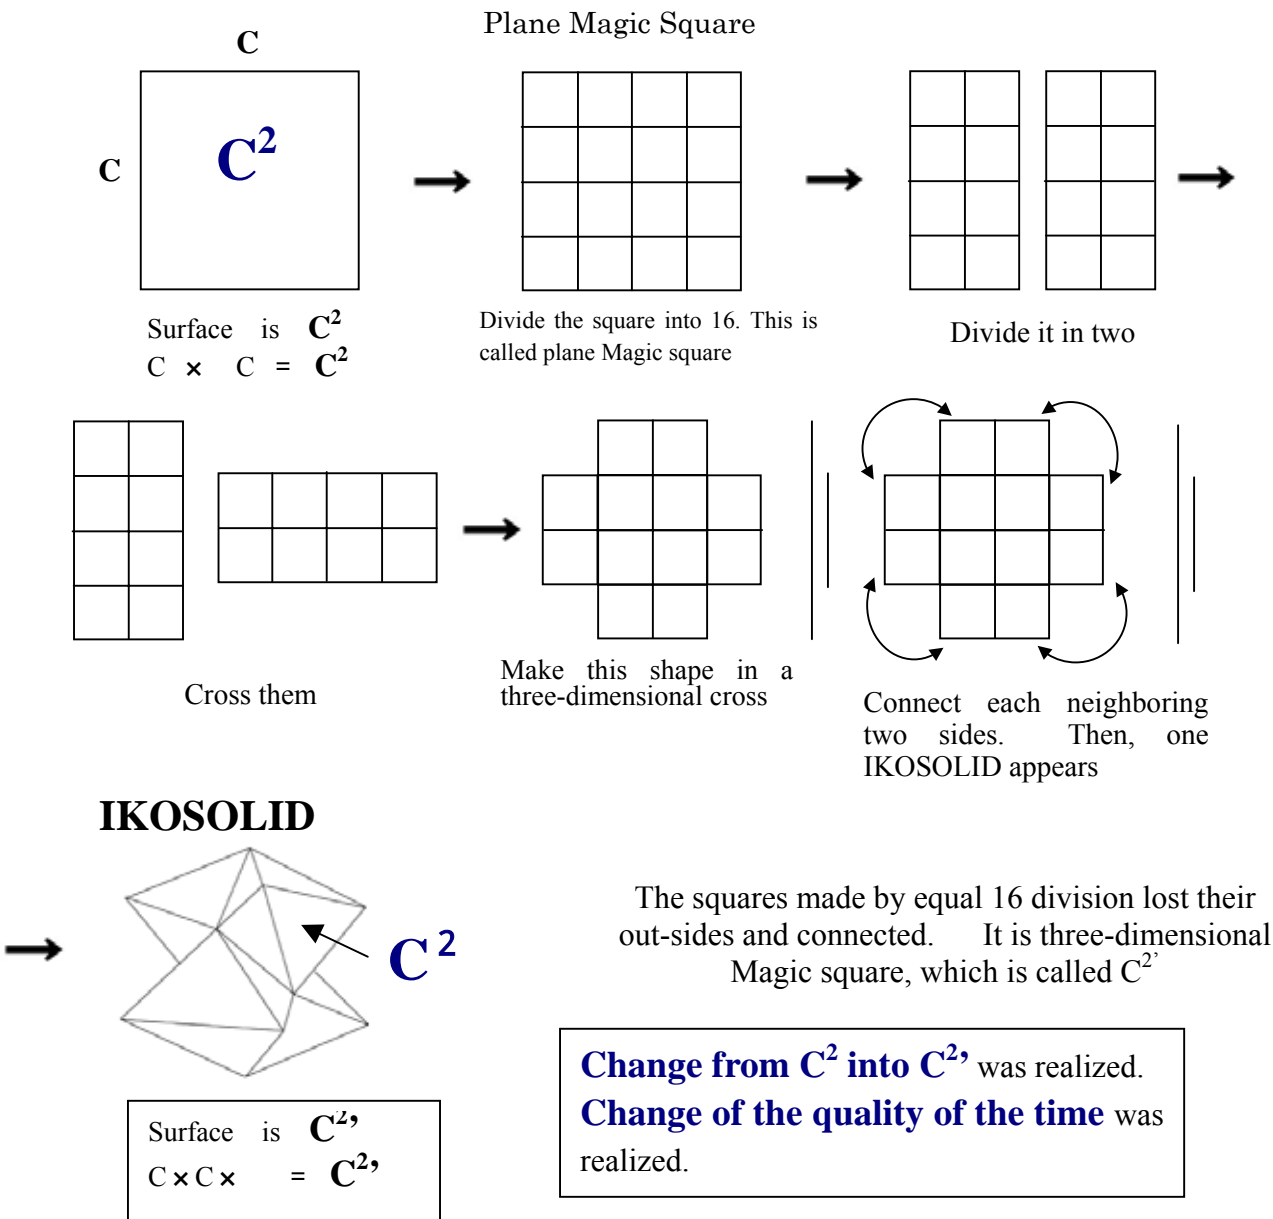 Plane Magic Square
C
C
C²
Surface is C²
C × C = C²
Divide the square into 16. This is
called plane Magic square
Divide it in two
Cross them
Make this shape in a
three-dimensional cross
Connect each neighboring
two sides. Then, one
IKOSOLID appears
IKOSOLID
C²
The squares made by equal 16 division lost their
out-sides and connected. It is three-dimensional
Magic square, which is called C²’
Surface is C²’
C × C × = C²’
Change from C² into C²’ was realized.
Change of the quality of the time was
realized.